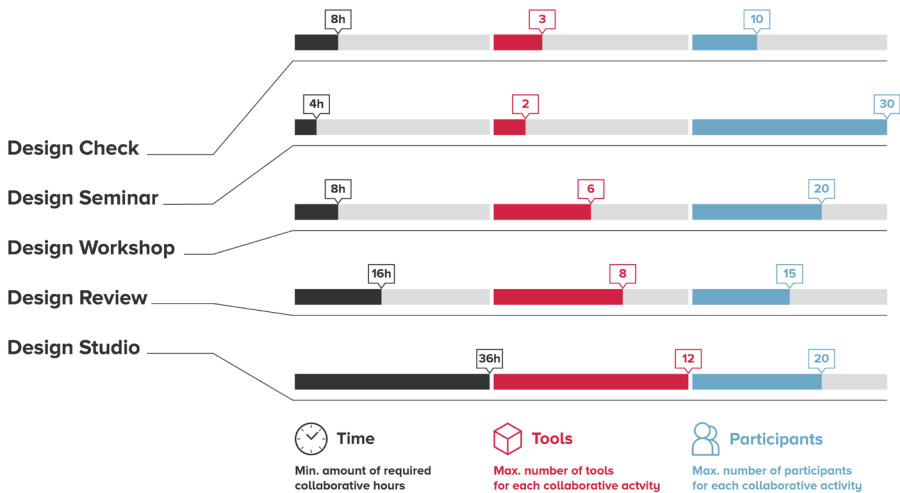 8h
3
10
4h
2
30
Design Check
Design Seminar
8h
6
20
Design Workshop
16h
8
15
Design Review
Design Studio
36h
12
20
Time
Tools
Participants
Min. amount of required
collaborative hours
Max. number of tools
for each collaborative actvity
Max. number of participants
for each collaborative activity